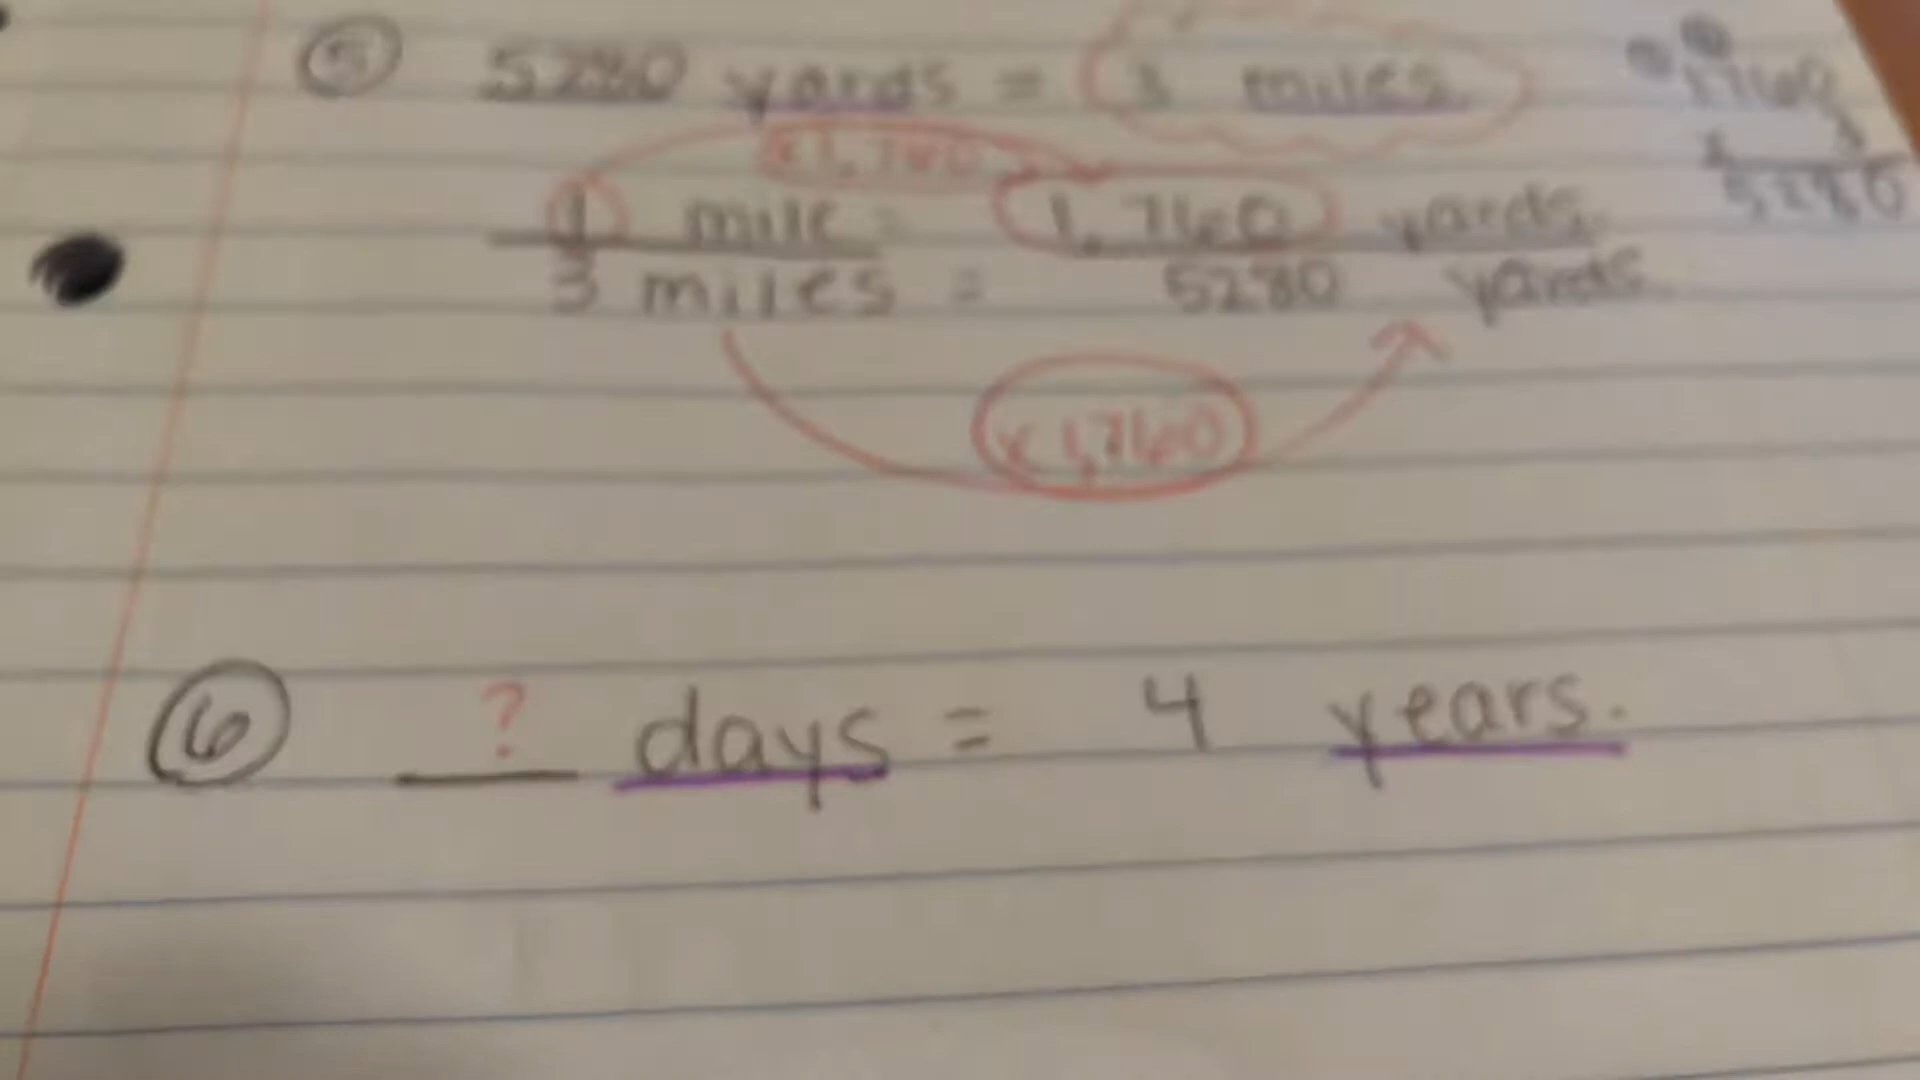 5 5280 yards = 3 miles.
x1,760
1 mile = 1,760 yards.
3 miles = 5280 yards.
x1,760
1760
x 3
5280
6 ? days = 4 years.